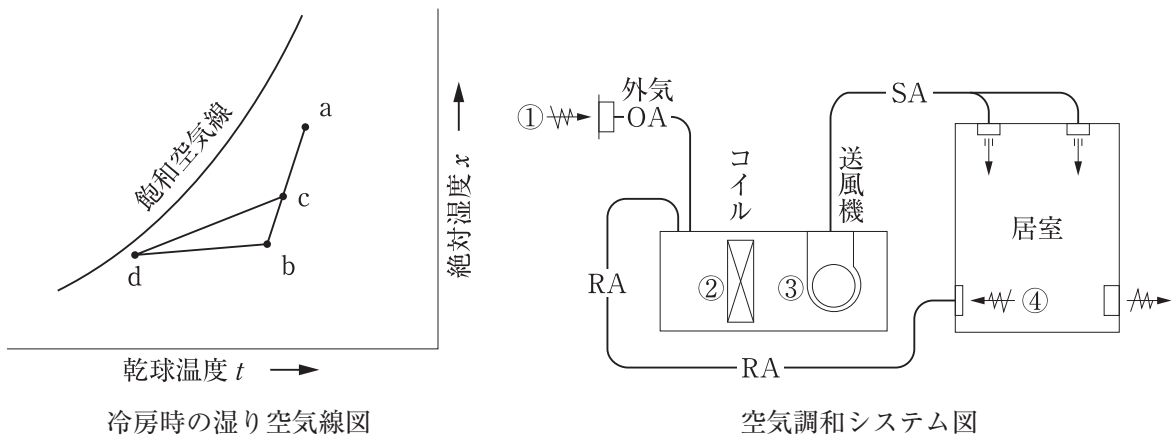 飽和空気線
a
c
b
d
絶対湿度 x
乾球温度 t
冷房時の湿り空気線図
①
外気
OA
SA
コイル
送風機
RA
②
③
居室
④
RA
空気調和システム図